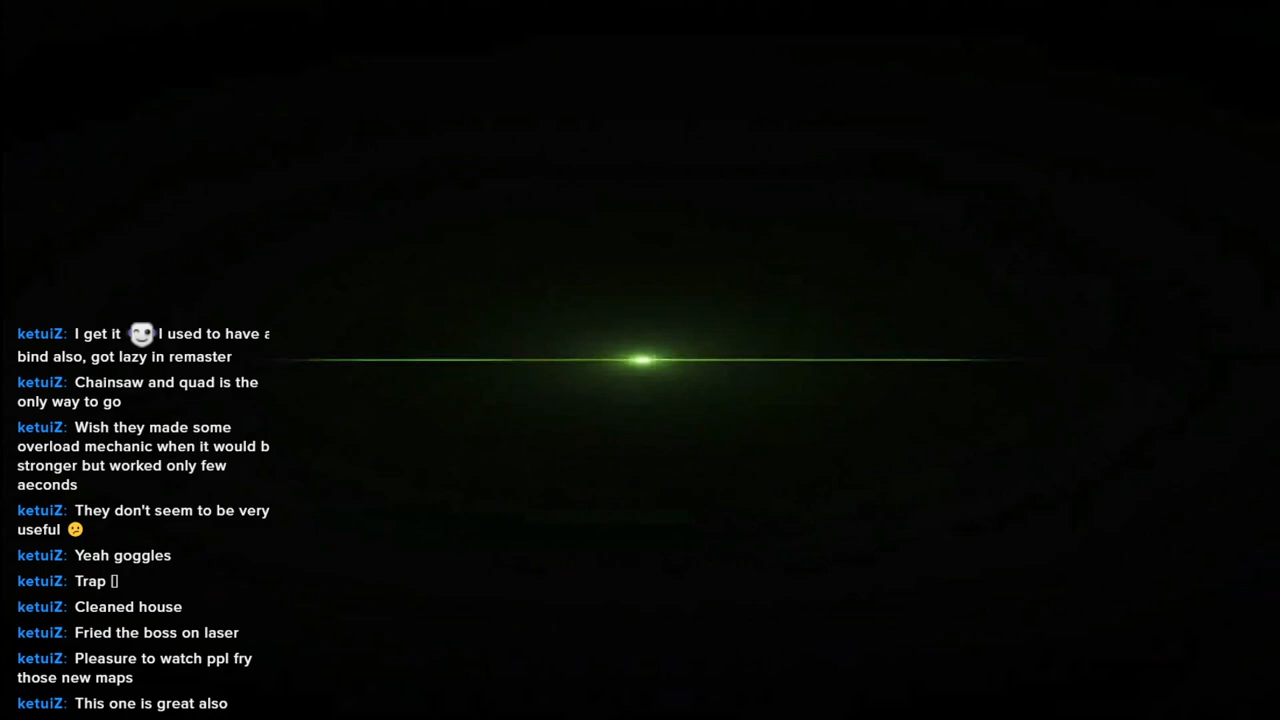 ketuiZ: I get it I used to have a
bind also, got lazy in remaster
ketuiZ: Chainsaw and quad is the
only way to go
ketuiZ: Wish they made some
overload mechanic when it would b
stronger but worked only few
aeconds
ketuiZ: They don't seem to be very
useful 😕
ketuiZ: Yeah goggles
ketuiZ: Trap ▯
ketuiZ: Cleaned house
ketuiZ: Fried the boss on laser
ketuiZ: Pleasure to watch ppl fry
those new maps
ketuiZ: This one is great also